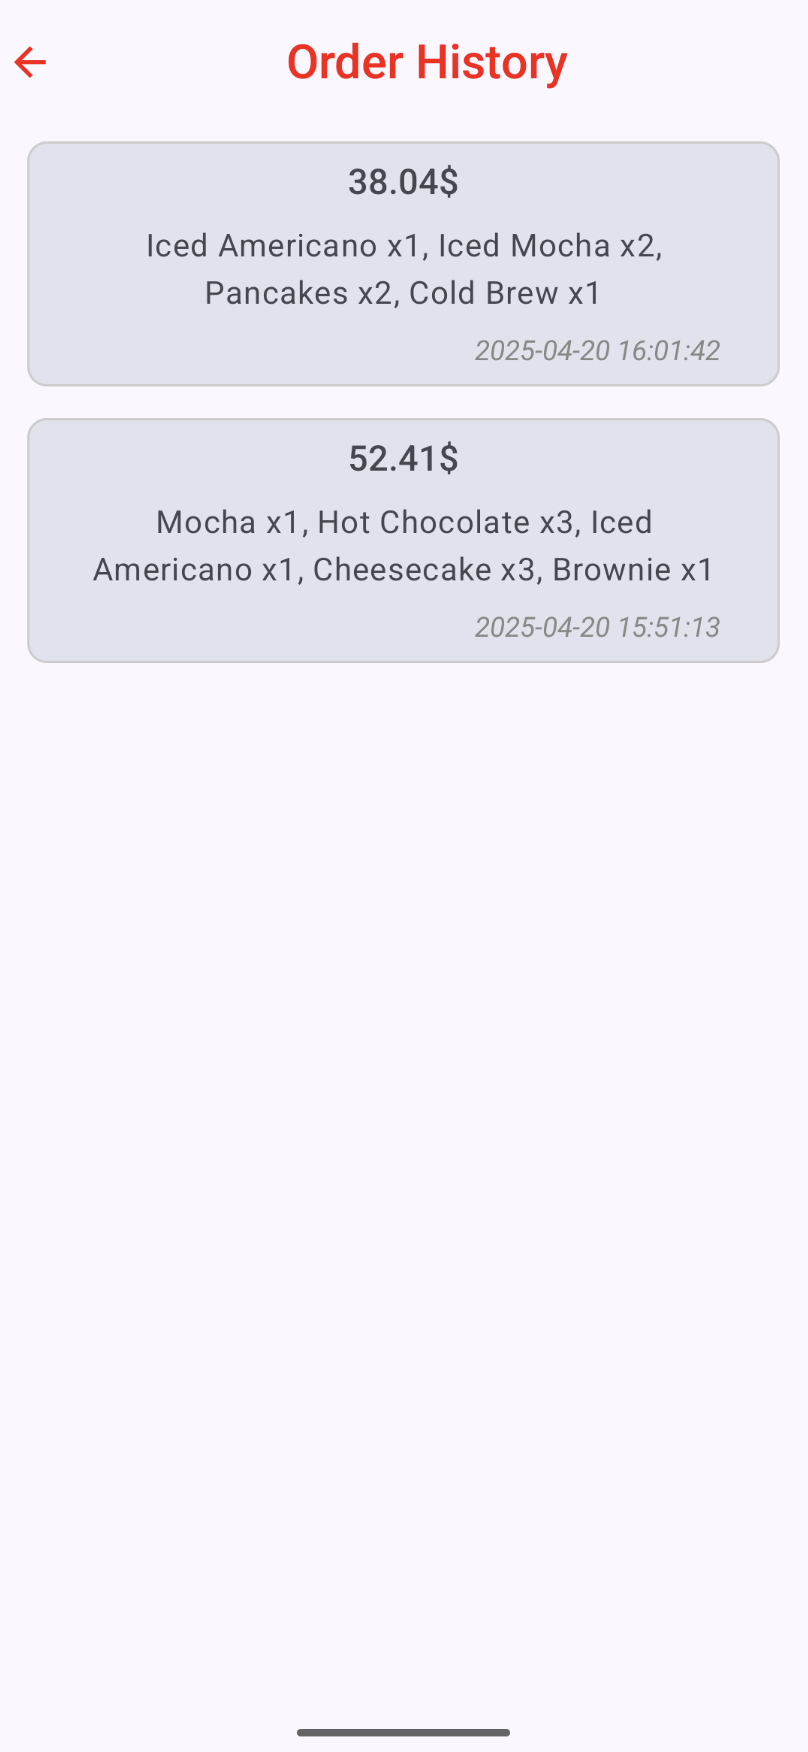 Order History
38.04$
Iced Americano x1, Iced Mocha x2,
Pancakes x2, Cold Brew x1
2025-04-20 16:01:42
52.41$
Mocha x1, Hot Chocolate x3, Iced
Americano x1, Cheesecake x3, Brownie x1
2025-04-20 15:51:13